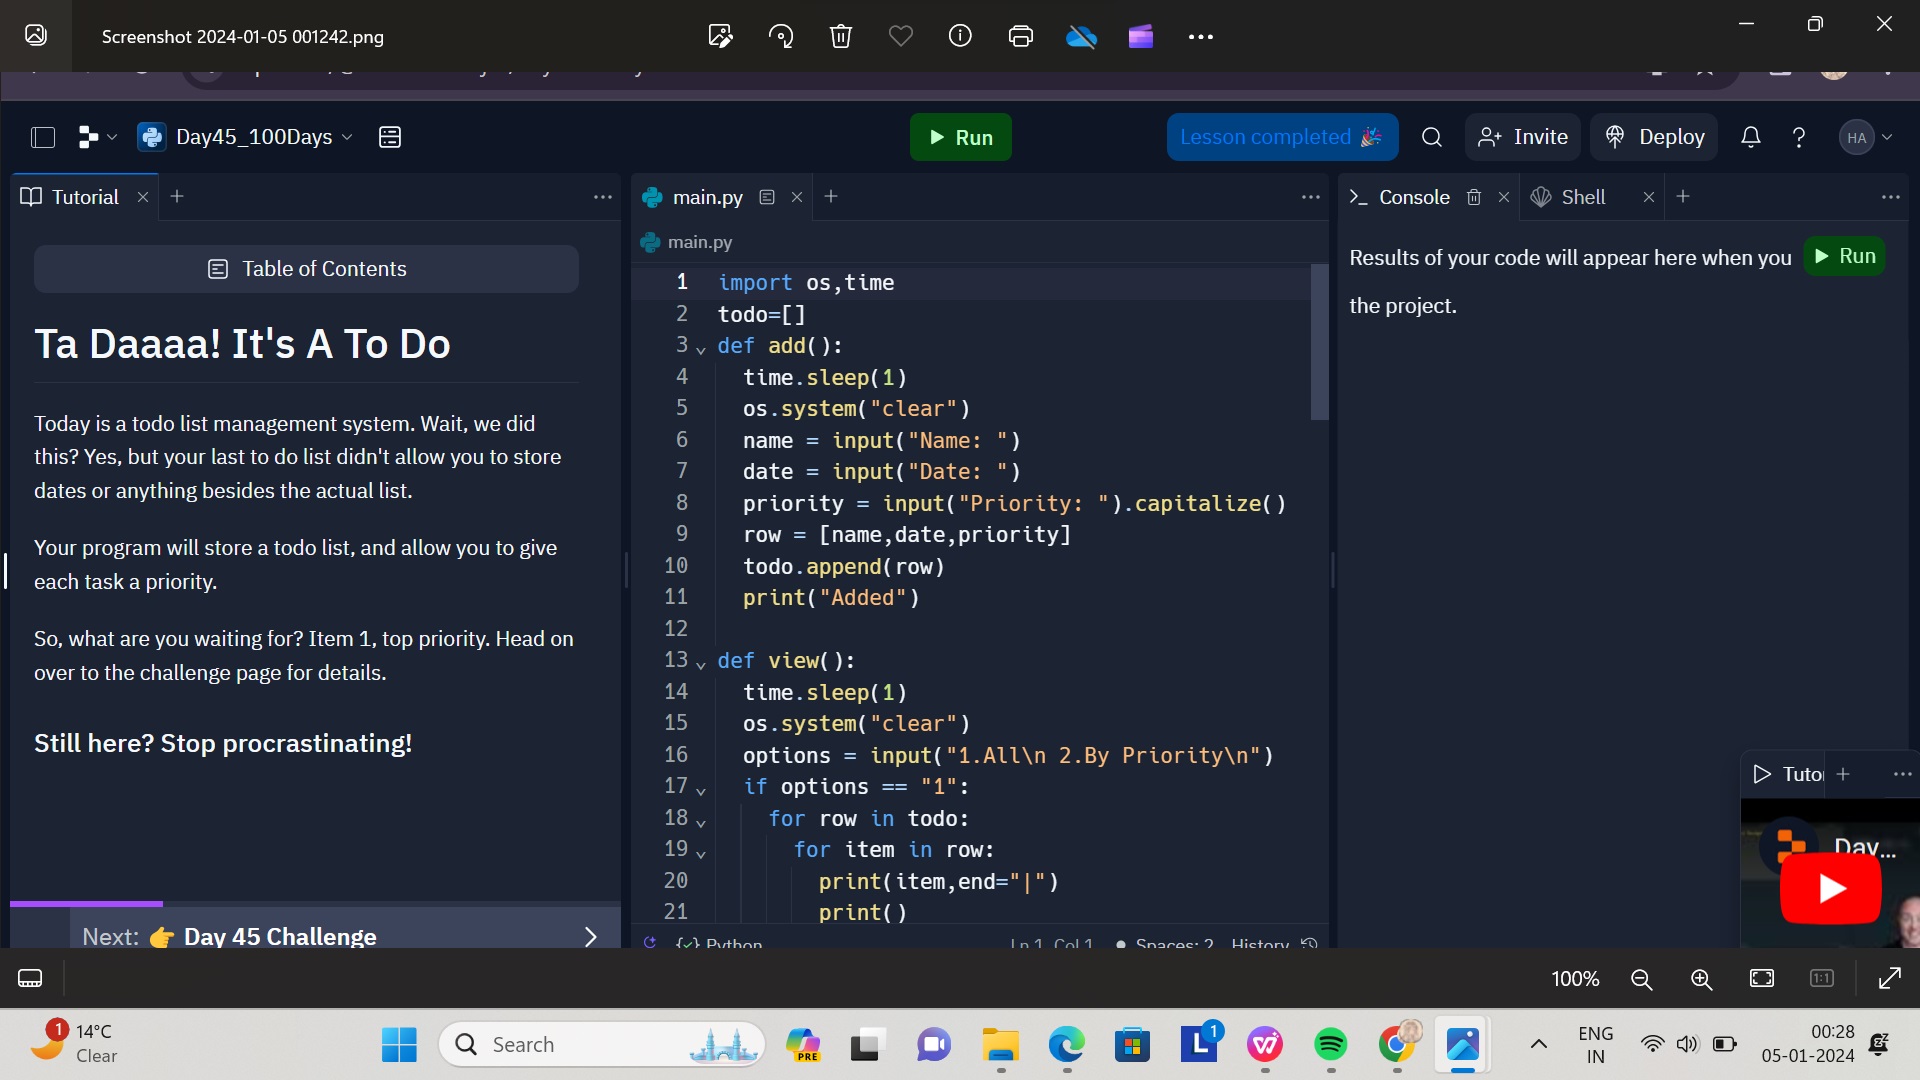 Screenshot 2024-01-05 001242.png
Day45_100Days
Run
Lesson completed 🎉
Invite
Deploy
HA
Tutorial
main.py
Console
Shell
Table of Contents
Ta Daaaa! It's A To Do
Today is a todo list management system. Wait, we did
this? Yes, but your last to do list didn't allow you to store
dates or anything besides the actual list.
Your program will store a todo list, and allow you to give
each task a priority.
So, what are you waiting for? Item 1, top priority. Head on
over to the challenge page for details.
Still here? Stop procrastinating!
Next: 👉 Day 45 Challenge
main.py
1 import os,time
2 todo=[]
3 def add():
4 time.sleep(1)
5 os.system("clear")
6 name = input("Name: ")
7 date = input("Date: ")
8 priority = input("Priority: ").capitalize()
9 row = [name,date,priority]
10 todo.append(row)
11 print("Added")
12
13 def view():
14 time.sleep(1)
15 os.system("clear")
16 options = input("1.All\n 2.By Priority\n")
17 if options == "1":
18 for row in todo:
19 for item in row:
20 print(item,end="|")
21 print()
Python
Ln 1, Col 1 Spaces: 2 History
Results of your code will appear here when you Run
the project.
Tutor
Day...
100%
1:1
1
14°C
Clear
Search
PRE
L
1
ENG
IN
00:28
05-01-2024